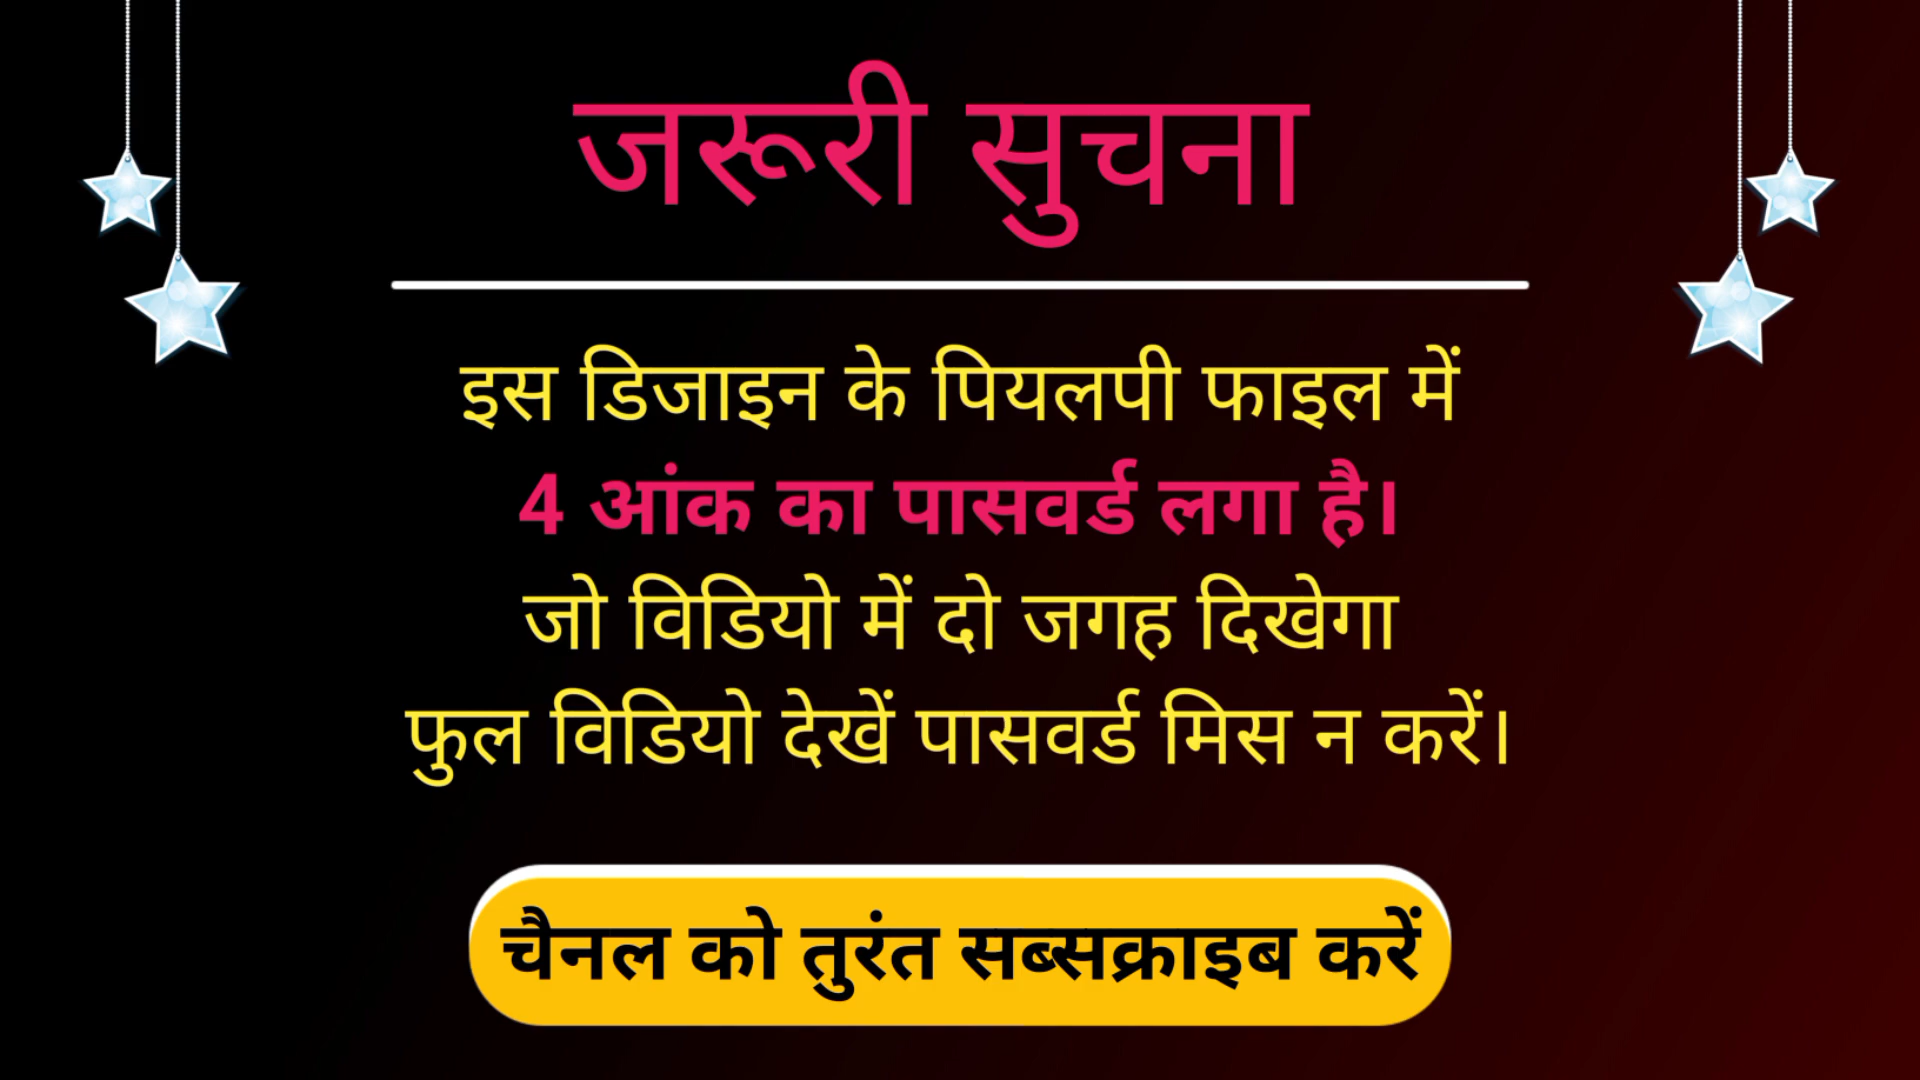 जरूरी सुचना
इस डिजाइन के पियलपी फाइल में
4 आंक का पासवर्ड लगा है।
जो विडियो में दो जगह दिखेगा
फुल विडियो देखें पासवर्ड मिस न करें।
चैनल को तुरंत सब्सक्राइब करें